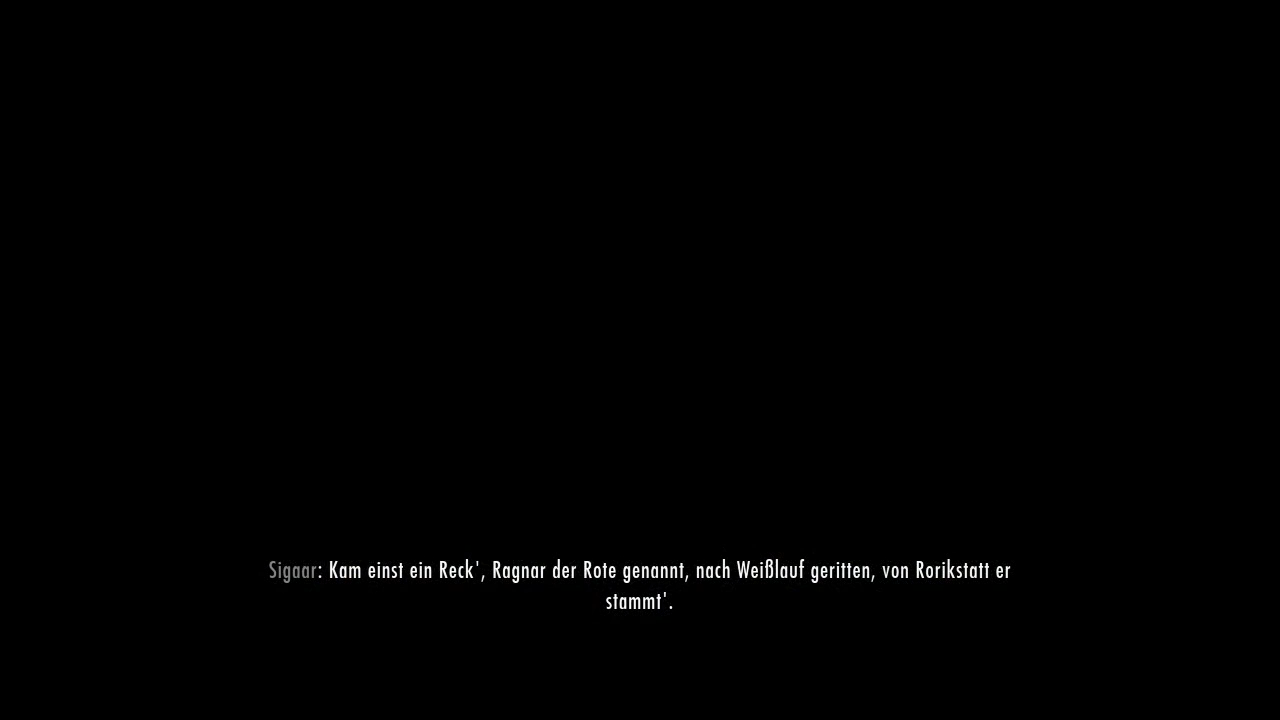 Sigaar: Kam einst ein Reck', Ragnar der Rote genannt, nach Weißlauf geritten, von Rorikstatt er
stammt'.